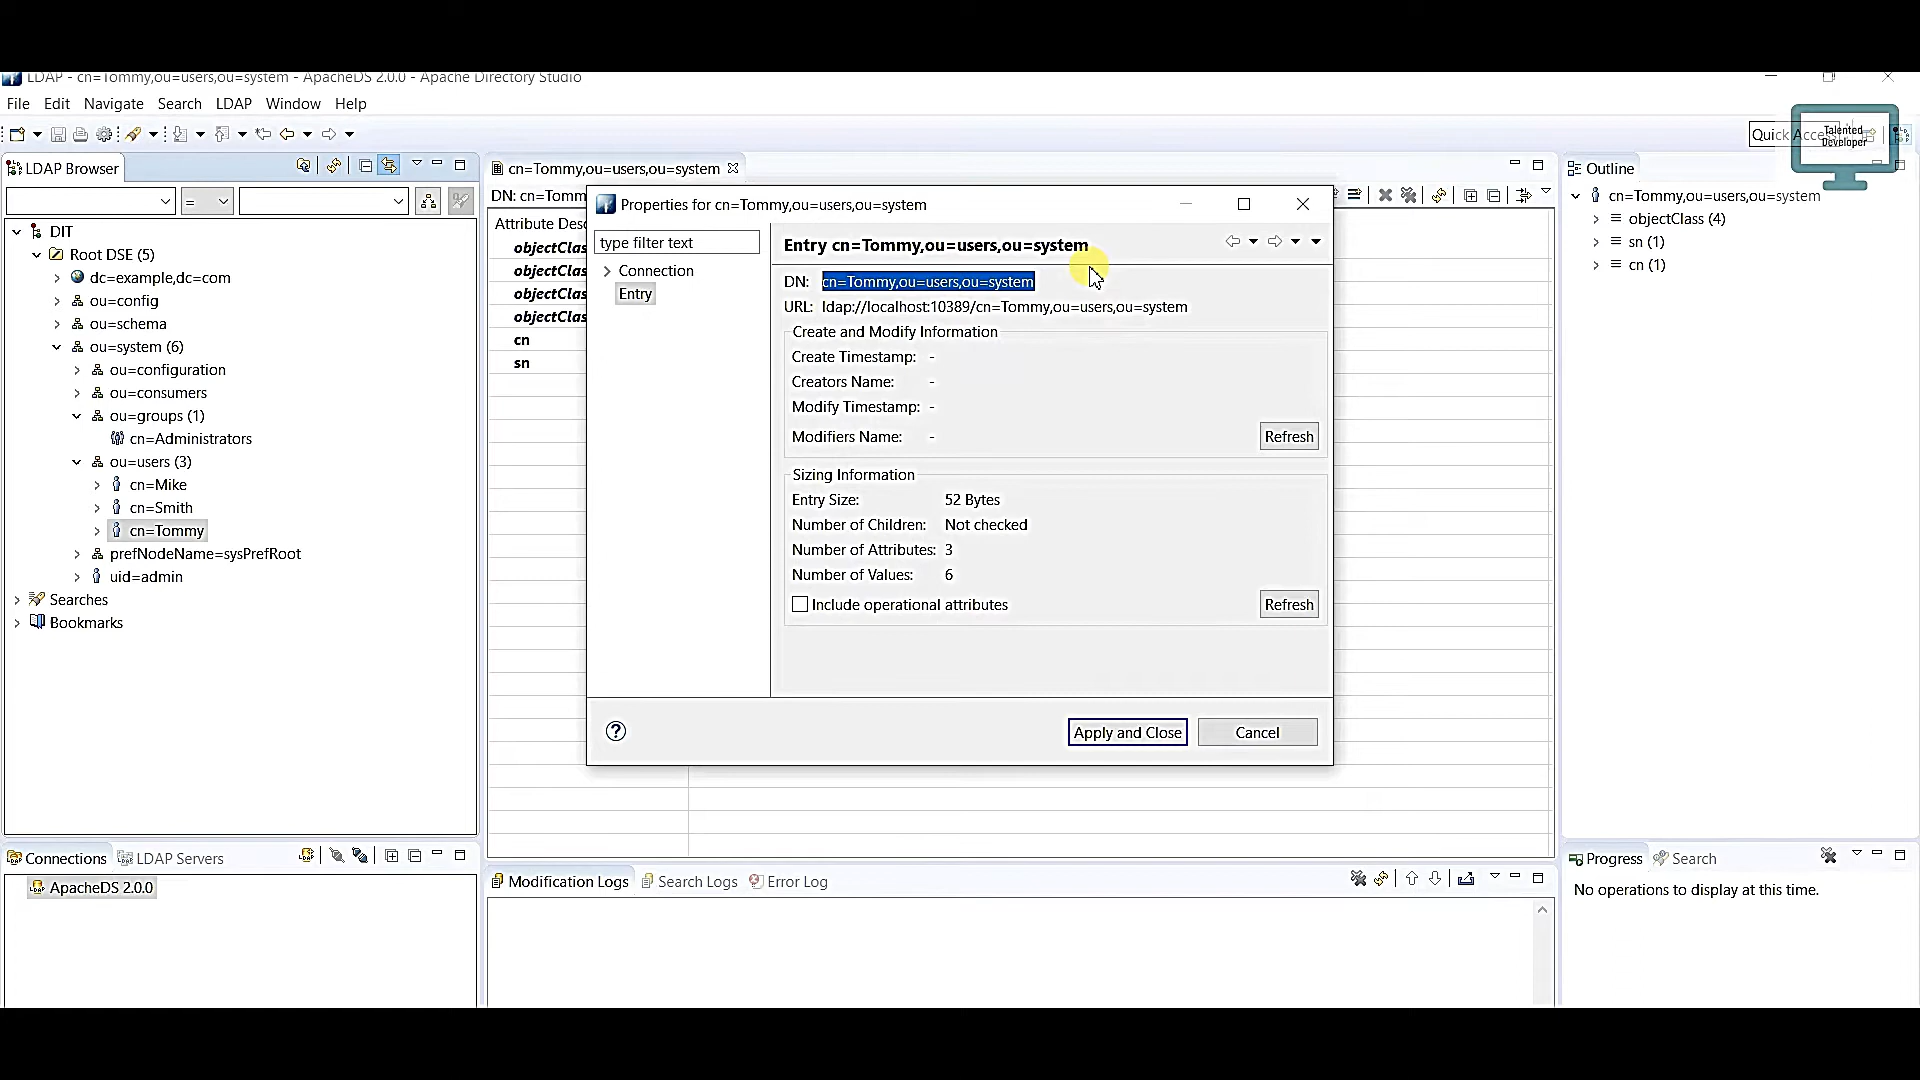 LDAP - cn=Tommy,ou=users,ou=system - ApacheDS 2.0.0 - Apache Directory Studio
File Edit Navigate Search LDAP Window Help
Quick Access
Talented
Developer
LDAP Browser
=
DIT
Root DSE (5)
dc=example,dc=com
ou=config
ou=schema
ou=system (6)
ou=configuration
ou=consumers
ou=groups (1)
cn=Administrators
ou=users (3)
cn=Mike
cn=Smith
cn=Tommy
prefNodeName=sysPrefRoot
uid=admin
Searches
Bookmarks
Connections LDAP Servers
ApacheDS 2.0.0
cn=Tommy,ou=users,ou=system
DN: cn=Tomm
Attribute Desc
objectClas
objectClas
objectClas
objectClas
cn
sn
Properties for cn=Tommy,ou=users,ou=system
type filter text
Connection
Entry
Entry cn=Tommy,ou=users,ou=system
DN: cn=Tommy,ou=users,ou=system
URL: ldap://localhost:10389/cn=Tommy,ou=users,ou=system
Create and Modify Information
Create Timestamp: -
Creators Name: -
Modify Timestamp: -
Modifiers Name: - Refresh
Sizing Information
Entry Size: 52 Bytes
Number of Children: Not checked
Number of Attributes: 3
Number of Values: 6
Include operational attributes Refresh
? Apply and Close Cancel
Modification Logs Search Logs Error Log
Outline
cn=Tommy,ou=users,ou=system
objectClass (4)
sn (1)
cn (1)
Progress Search
No operations to display at this time.